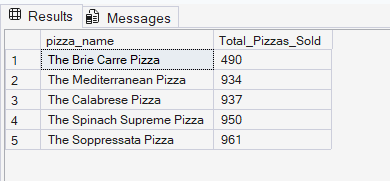 Results Messages
pizza_name Total_Pizzas_Sold
1 The Brie Carre Pizza 490
2 The Mediterranean Pizza 934
3 The Calabrese Pizza 937
4 The Spinach Supreme Pizza 950
5 The Soppressata Pizza 961